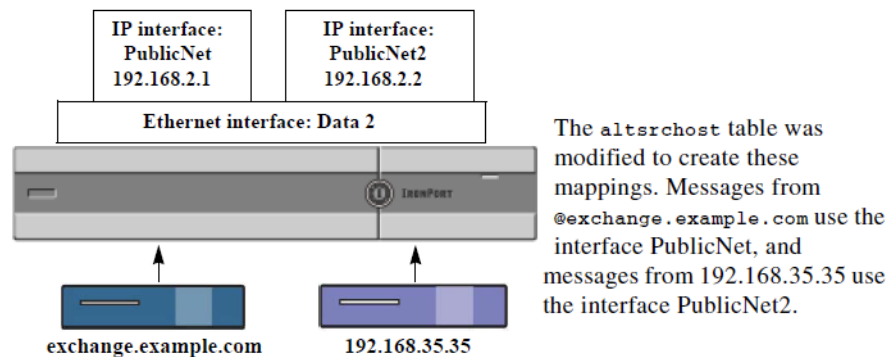 IP interface:
PublicNet
192.168.2.1
IP interface:
PublicNet2
192.168.2.2
Ethernet interface: Data 2
IRONPORT
The altsrchost table was
modified to create these
mappings. Messages from
@exchange.example.com use the
interface PublicNet, and
messages from 192.168.35.35 use
the interface PublicNet2.
exchange.example.com
192.168.35.35